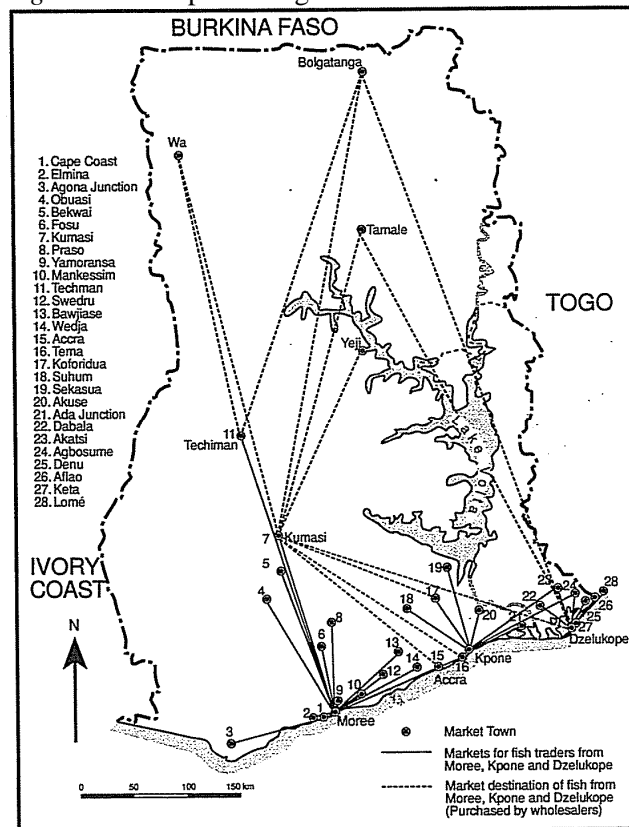 BURKINA FASO
Bolgatanga
Wa
1. Cape Coast
2. Elmina
3. Agona Junction
4. Obuasi
5. Bekwai
6. Fosu
7. Kumasi
8. Praso
9. Yamoransa
10. Mankessim
11. Techman
12. Swedru
13. Bawjiase
14. Wedja
15. Accra
16. Tema
17. Koforidua
18. Suhum
19. Sekasua
20. Akuse
21. Ada Junction
22. Dabala
23. Akatsi
24. Agbosume
25. Denu
26. Aflao
27. Keta
28. Lomé
Tamale
TOGO
Yeji
Lake
11
Techiman
7 Kumasi
IVORY
COAST
5
4
19
17
18
20
23
24
28
22
26
21
25
27
Dzelukope
8
6
13
14
15
16
Kpone
Accra
12
10
9
2
1
Moree
3
N
0 50 100 150 km
Market Town
Markets for fish traders from
Moree, Kpone and Dzelukope
Market destination of fish from
Moree, Kpone and Dzelukope
(Purchased by wholesalers)